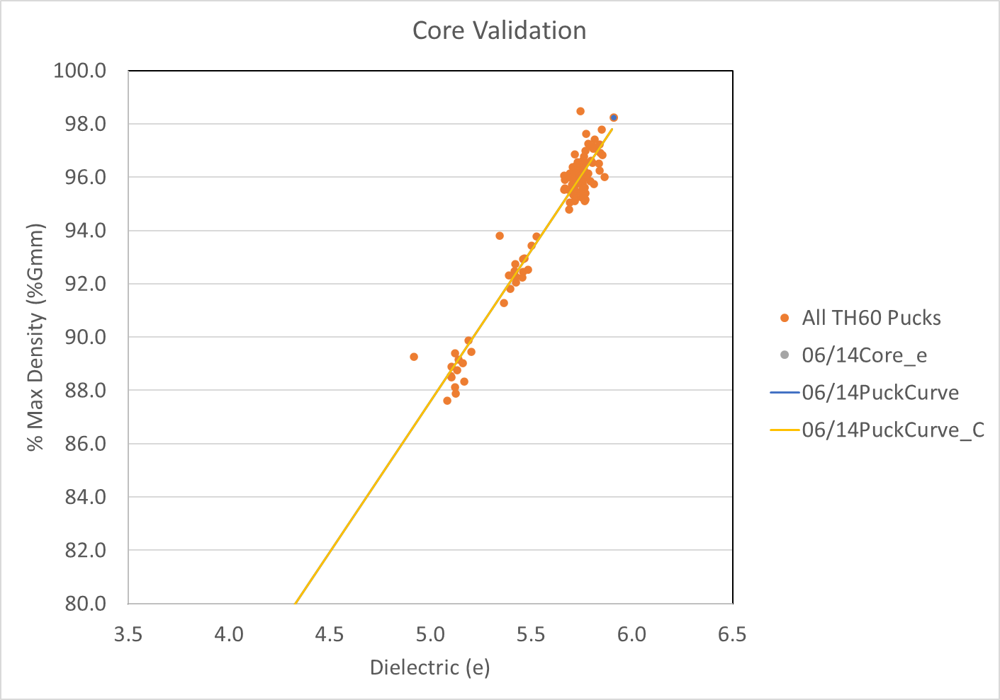 Core Validation
100.0
98.0
96.0
94.0
92.0
90.0
88.0
86.0
84.0
82.0
80.0
% Max Density (%Gmm)
3.5 4.0 4.5 5.0 5.5 6.0 6.5
Dielectric (e)
All TH60 Pucks
06/14Core_e
06/14PuckCurve
06/14PuckCurve_C